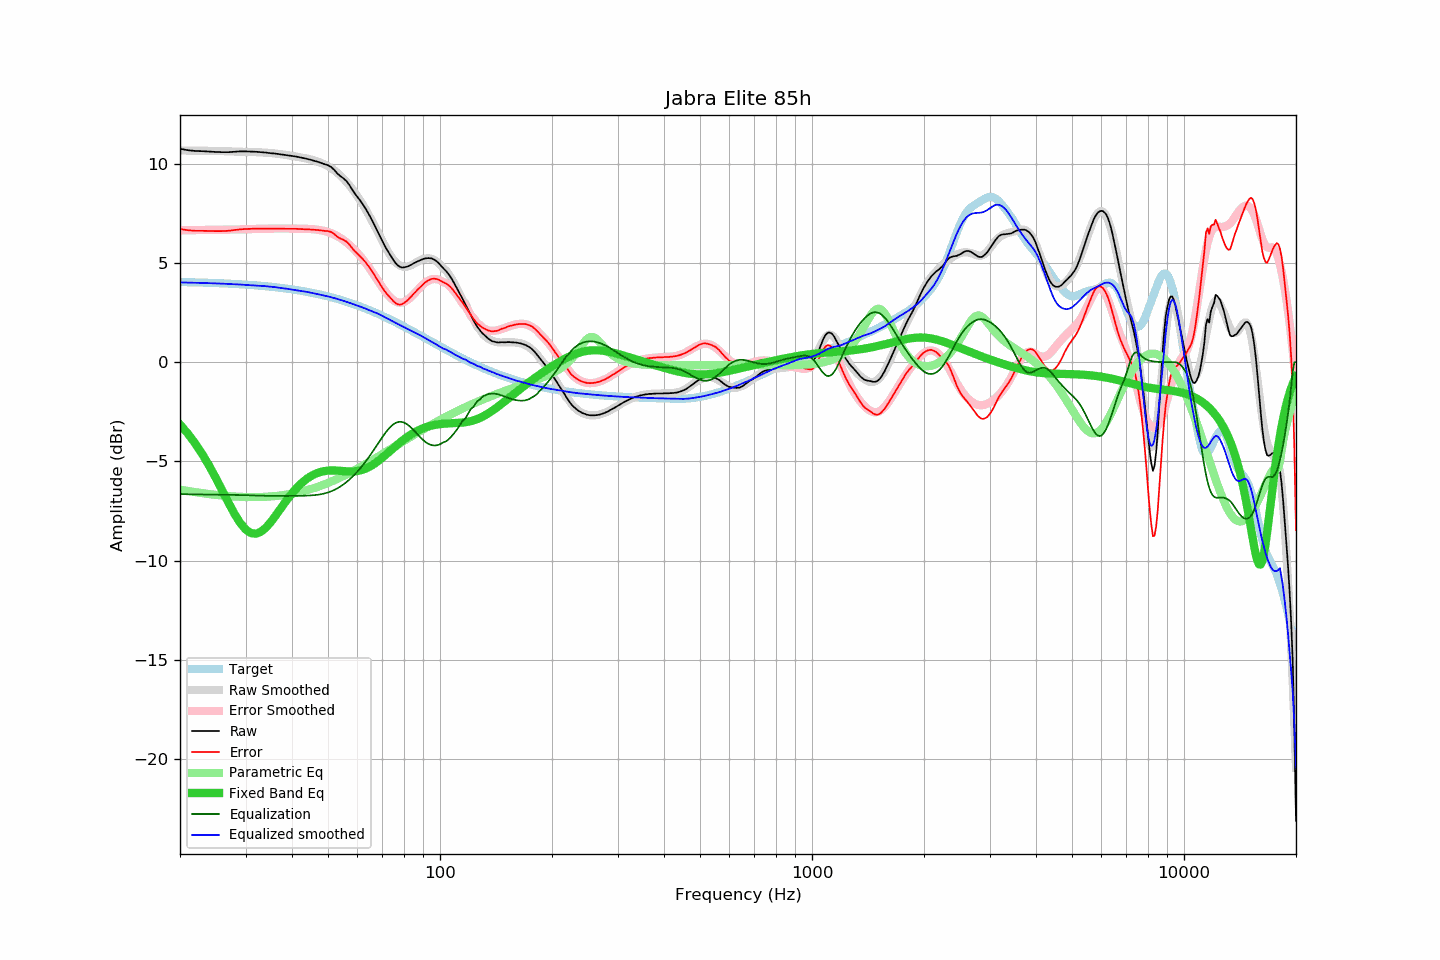 Jabra Elite 85h
10
5
0
−5
−10
−15
−20
Amplitude (dBr)
Target
Raw Smoothed
Error Smoothed
Raw
Error
Parametric Eq
Fixed Band Eq
Equalization
Equalized smoothed
100
1000
10000
Frequency (Hz)